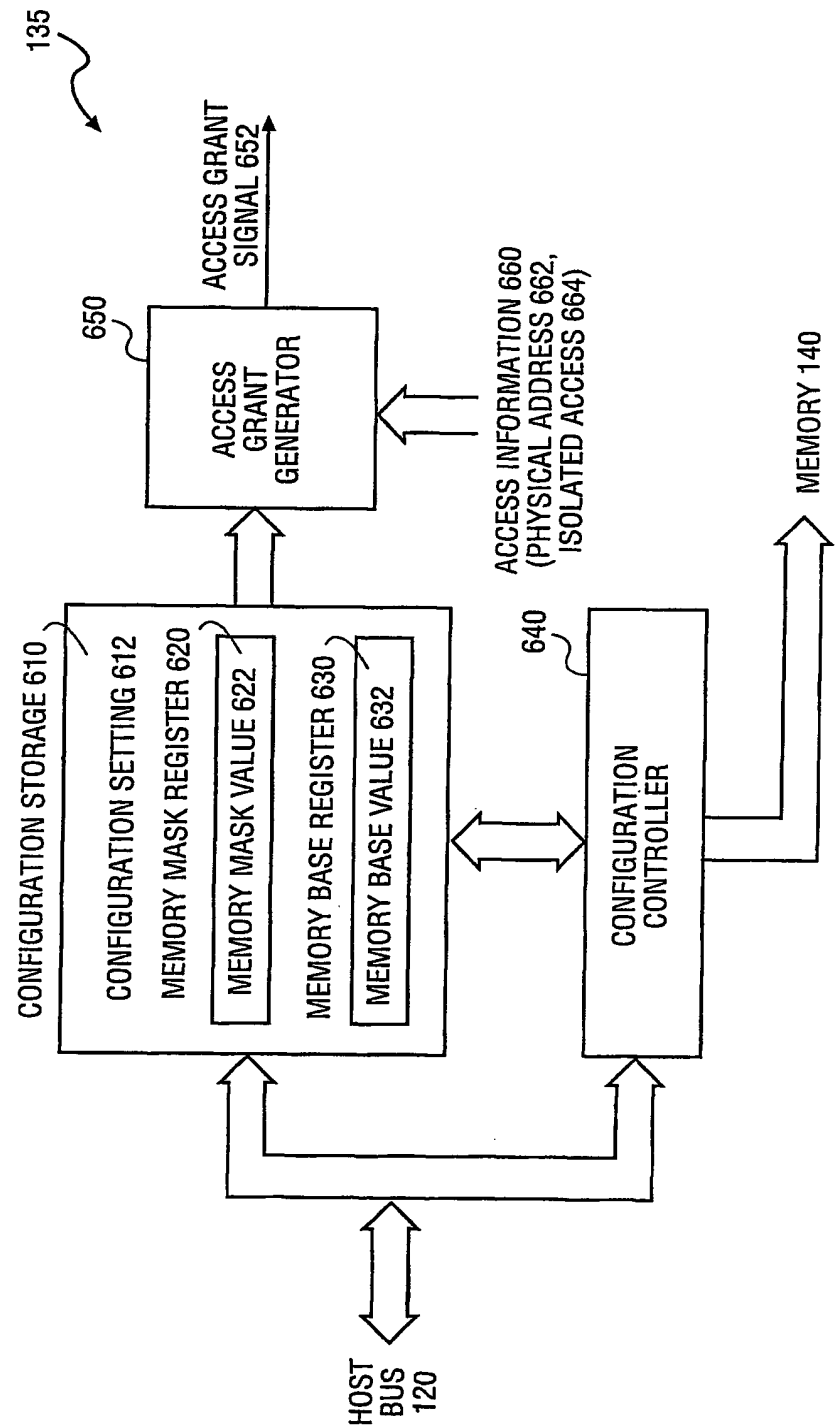 135
ACCESS GRANT
SIGNAL 652
650
ACCESS
GRANT
GENERATOR
ACCESS INFORMATION 660
(PHYSICAL ADDRESS 662,
ISOLATED ACCESS 664)
CONFIGURATION STORAGE 610
CONFIGURATION SETTING 612
MEMORY MASK REGISTER 620
MEMORY MASK VALUE 622
MEMORY BASE REGISTER 630
MEMORY BASE VALUE 632
640
CONFIGURATION
CONTROLLER
MEMORY 140
HOST
BUS
120